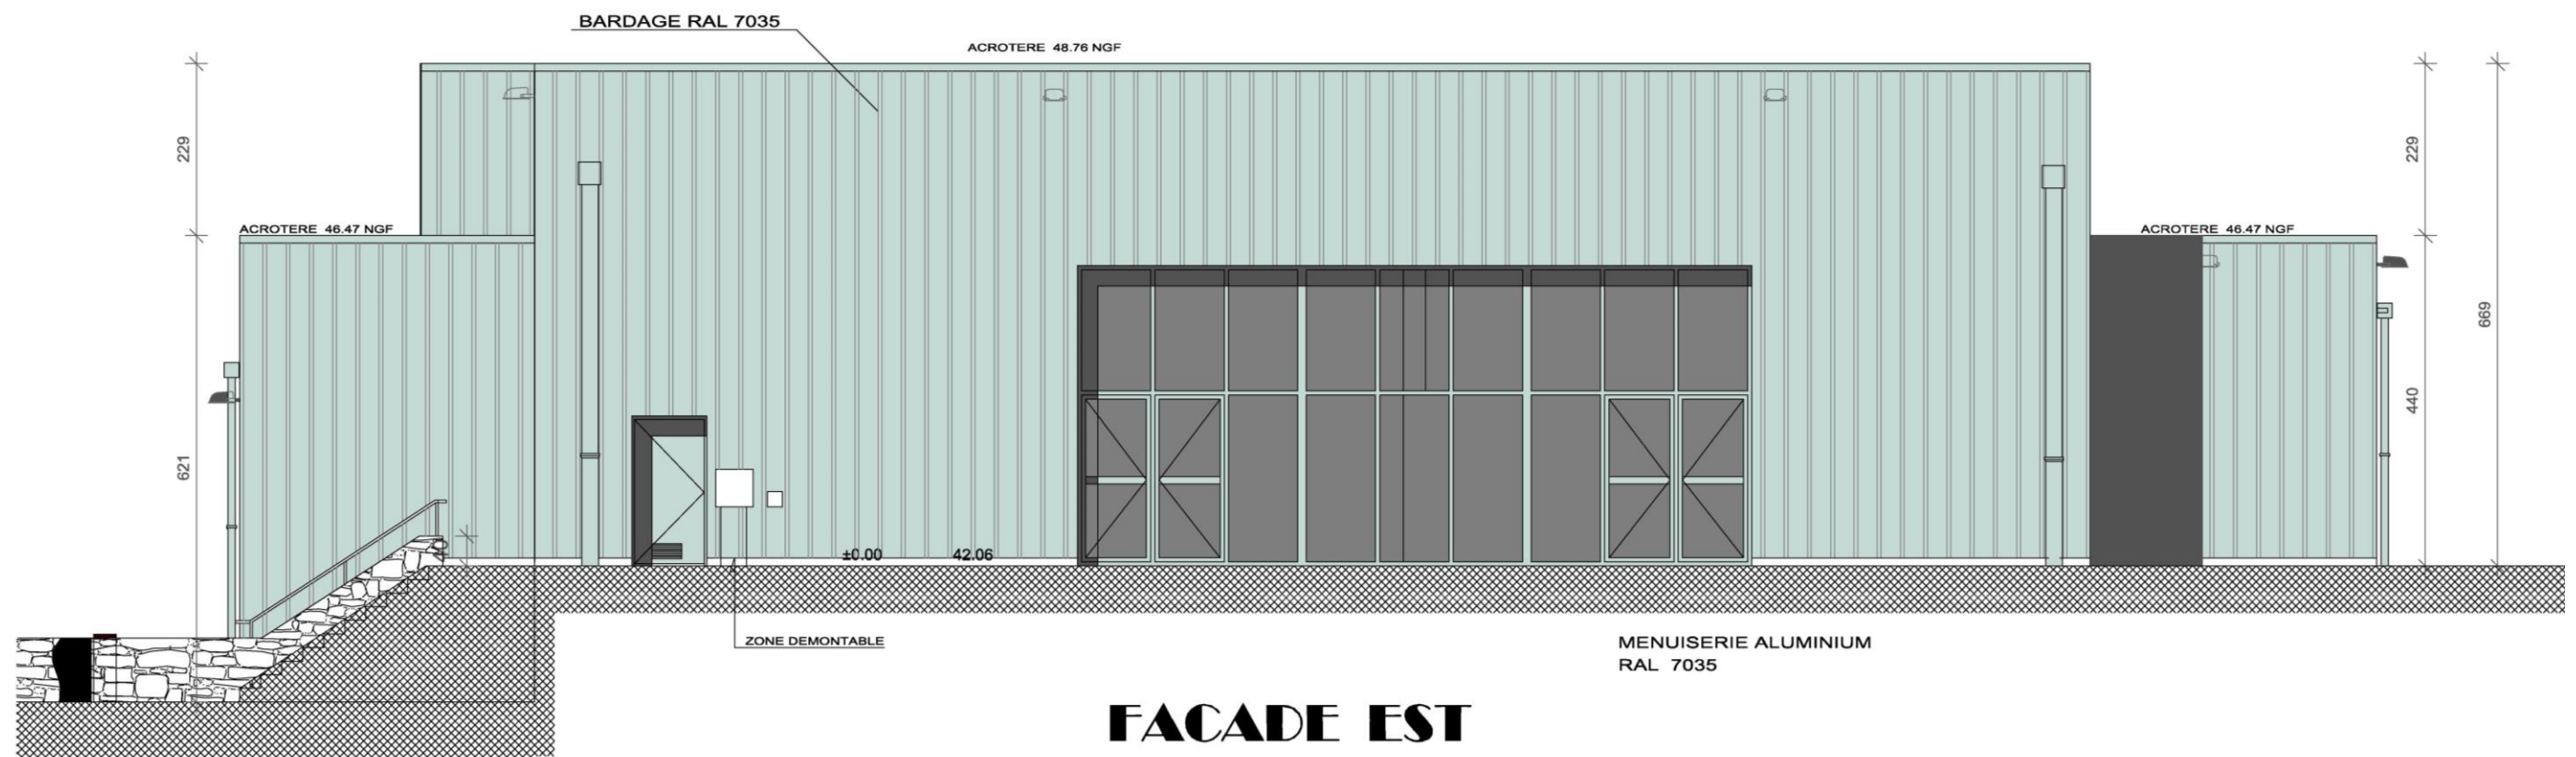 BARDAGE RAL 7035
ACROTERE 48.76 NGF
229
229
669
ACROTERE 46.47 NGF
ACROTERE 46.47 NGF
621
440
±0.00
42.06
ZONE DEMONTABLE
MENUISERIE ALUMINIUM
RAL 7035
FACADE EST